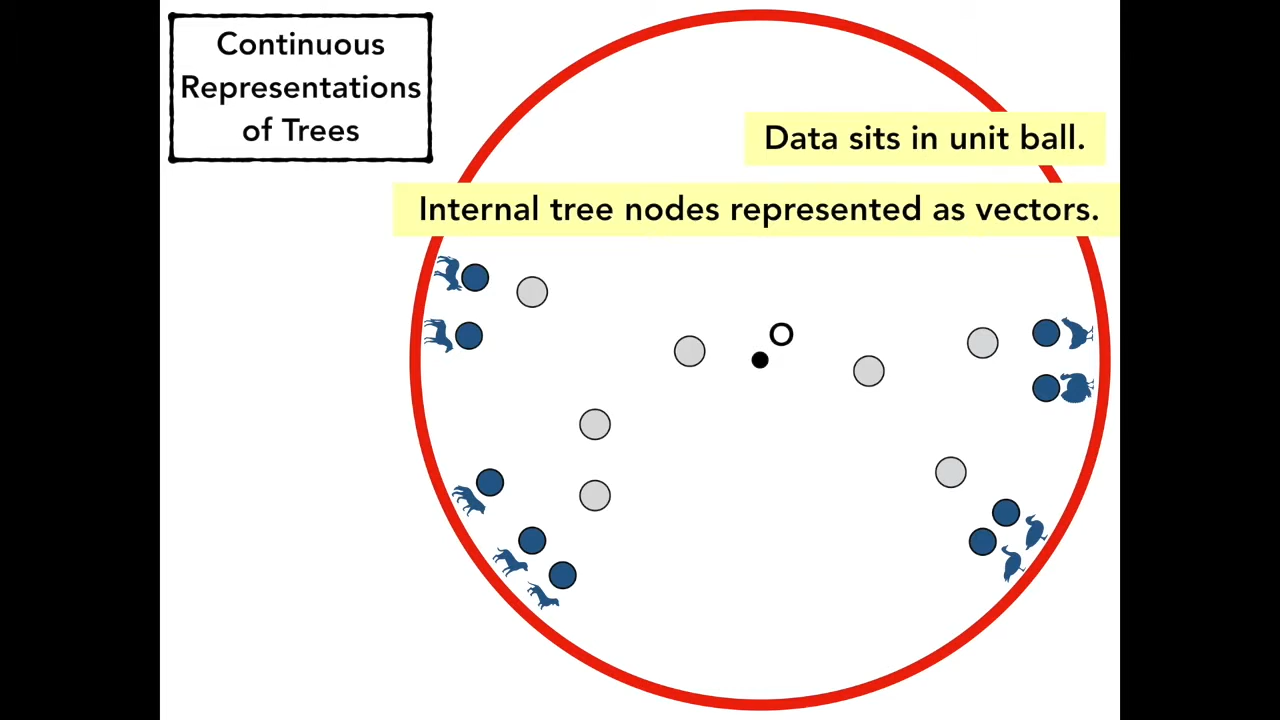 Continuous
Representations
of Trees
Data sits in unit ball.
Internal tree nodes represented as vectors.
O